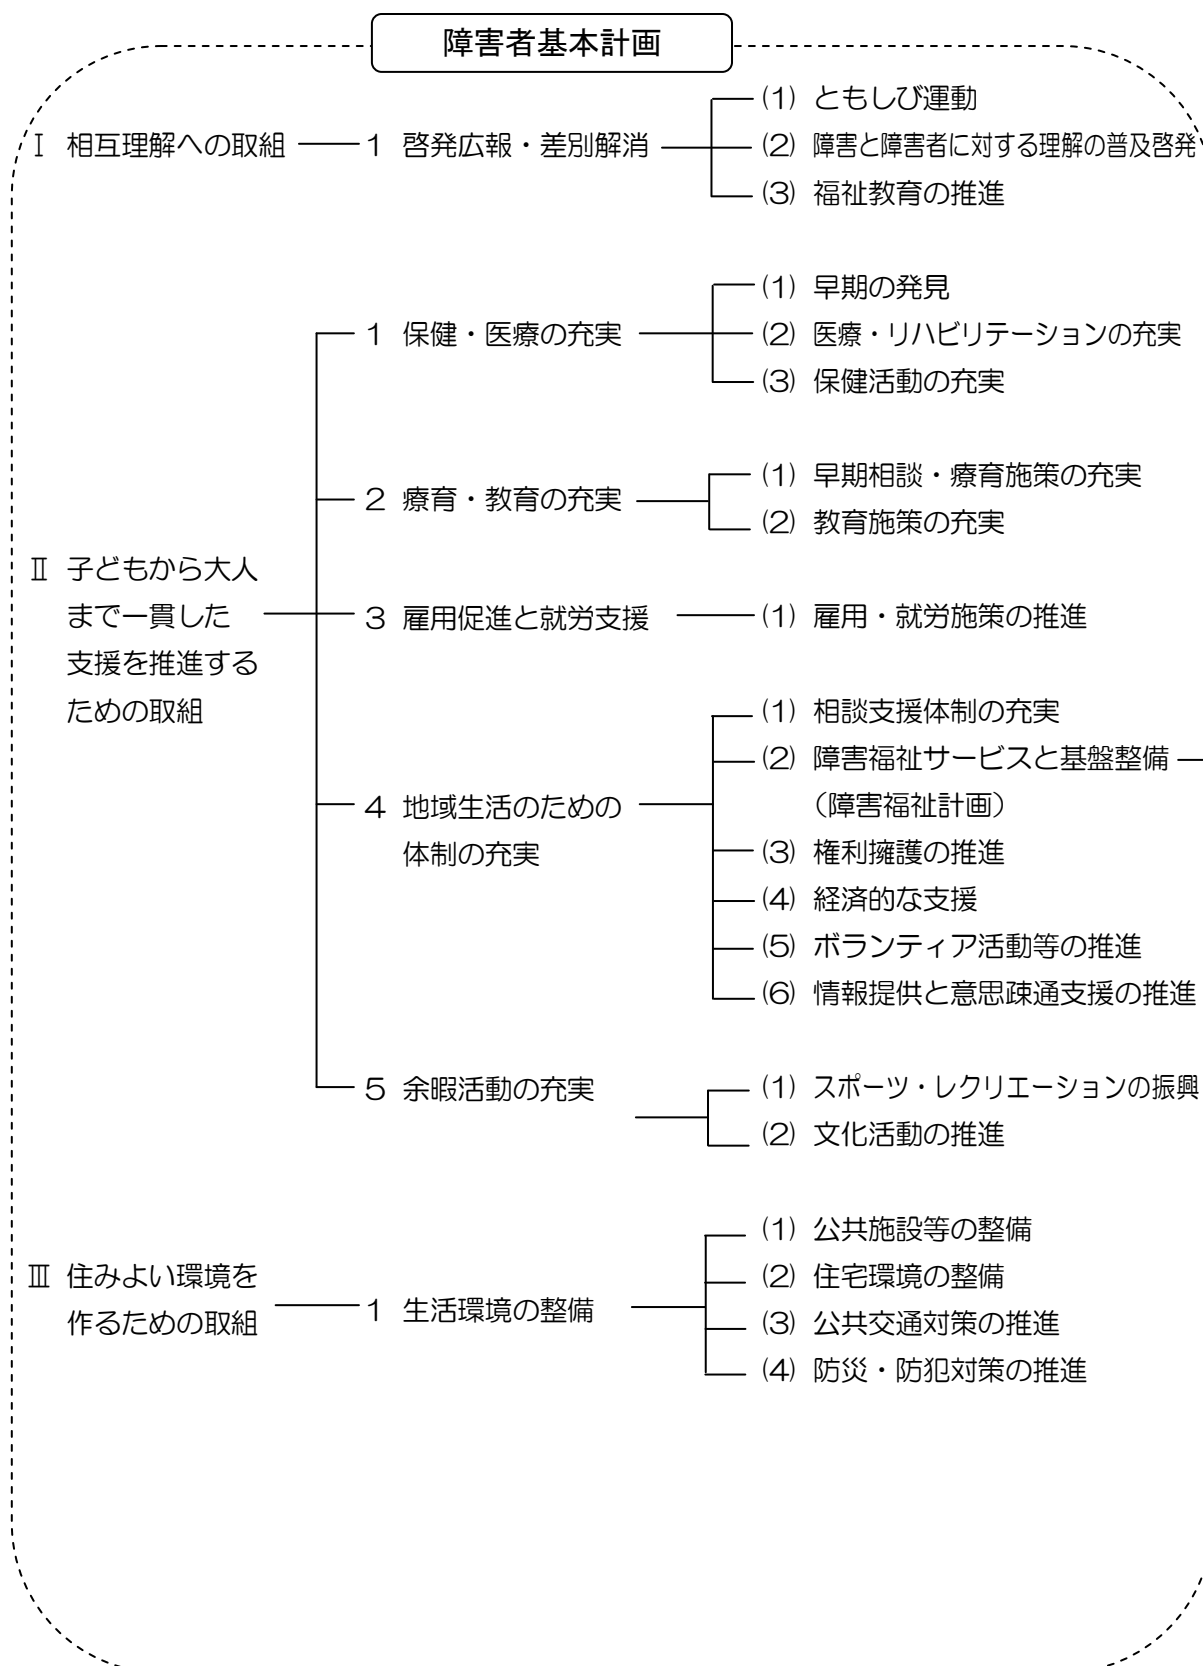 障害者基本計画
Ⅰ 相互理解への取組
1 啓発広報・差別解消
(1) ともしび運動
(2) 障害と障害者に対する理解の普及啓発
(3) 福祉教育の推進
Ⅱ 子どもから大人
まで一貫した
支援を推進する
ための取組
1 保健・医療の充実
(1) 早期の発見
(2) 医療・リハビリテーションの充実
(3) 保健活動の充実
2 療育・教育の充実
(1) 早期相談・療育施策の充実
(2) 教育施策の充実
3 雇用促進と就労支援
(1) 雇用・就労施策の推進
4 地域生活のための
体制の充実
(1) 相談支援体制の充実
(2) 障害福祉サービスと基盤整備
（障害福祉計画）
(3) 権利擁護の推進
(4) 経済的な支援
(5) ボランティア活動等の推進
(6) 情報提供と意思疎通支援の推進
5 余暇活動の充実
(1) スポーツ・レクリエーションの振興
(2) 文化活動の推進
Ⅲ 住みよい環境を
作るための取組
1 生活環境の整備
(1) 公共施設等の整備
(2) 住宅環境の整備
(3) 公共交通対策の推進
(4) 防災・防犯対策の推進